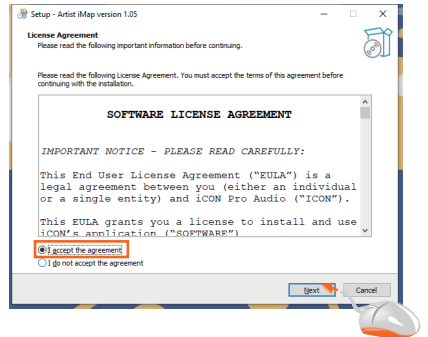 Setup - Artist iMap version 1.05
License Agreement
Please read the following important information before continuing.
Please read the following License Agreement. You must accept the terms of this agreement before
continuing with the installation.
SOFTWARE LICENSE AGREEMENT
IMPORTANT NOTICE – PLEASE READ CAREFULLY:
This End User License Agreement (“EULA”) is a
legal agreement between you (either an individual
or a single entity) and iCON Pro Audio (“ICON”).
This EULA grants you a license to install and use
iCON’s application (“SOFTWARE”)
I accept the agreement
I do not accept the agreement
Next
Cancel